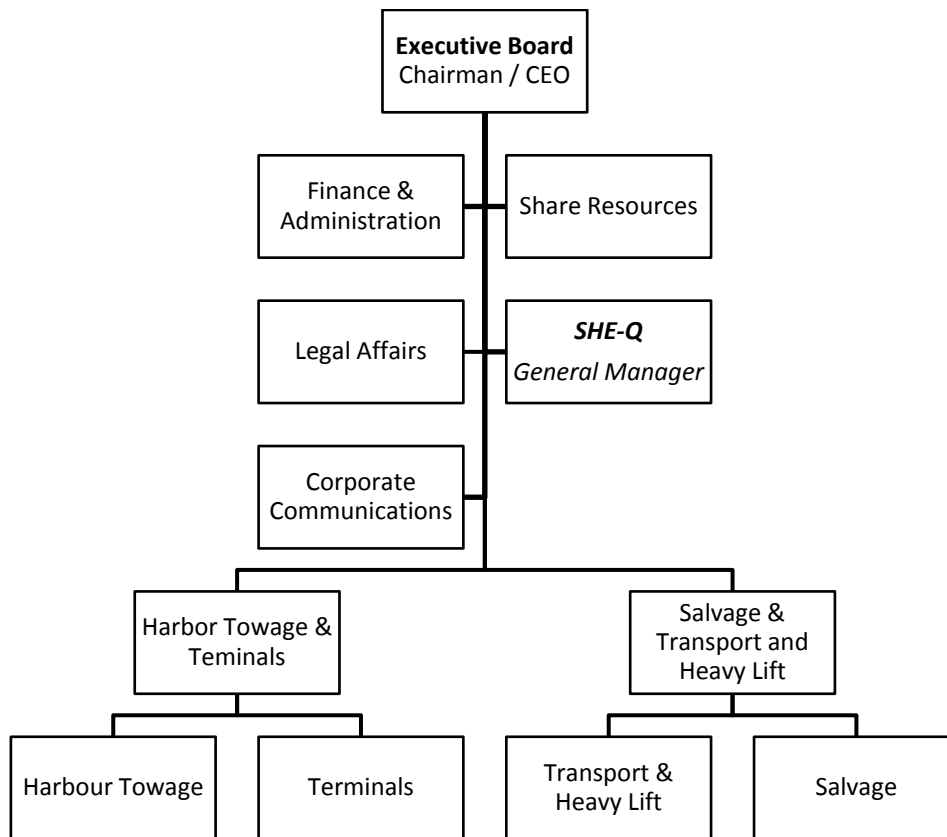 Executive Board
Chairman / CEO
Finance &
Administration
Share Resources
Legal Affairs
SHE-Q
General Manager
Corporate
Communications
Harbor Towage &
Teminals
Salvage &
Transport and
Heavy Lift
Harbour Towage
Terminals
Transport &
Heavy Lift
Salvage